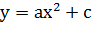 y = ax² + c